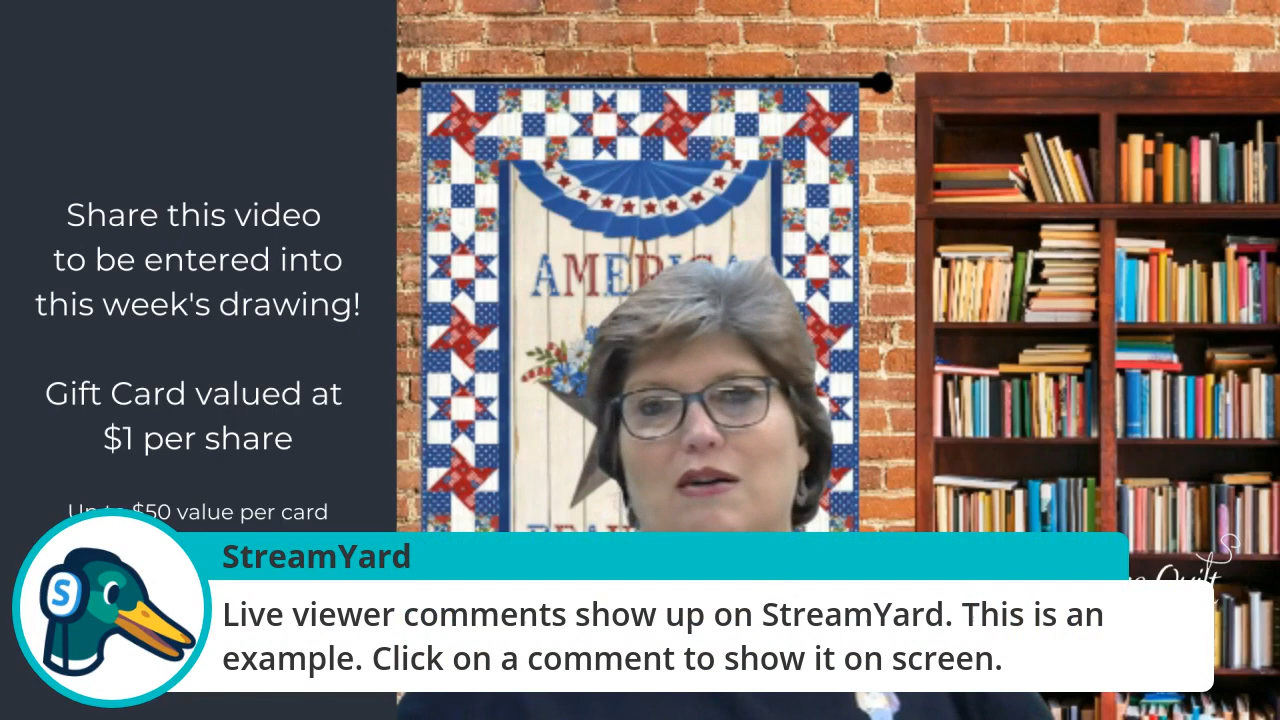 Share this video
to be entered into
this week's drawing!
Gift Card valued at
$1 per share
$50 value per card
AMERICA
StreamYard
S
Live viewer comments show up on StreamYard. This is an
example. Click on a comment to show it on screen.
Quilt